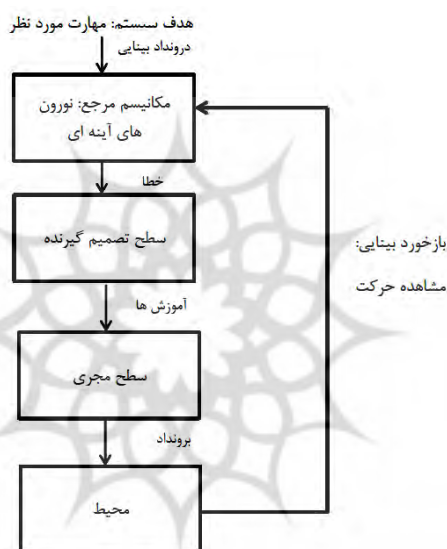 هدف سیستم: مهارت مورد نظر
درونداد بینایی
مکانیسم مرجع: نورون
های آینه ای
خطا
سطح تصمیم گیرنده
آموزش ها
سطح مجری
برونداد
محیط
بازخورد بینایی:
مشاهده حرکت